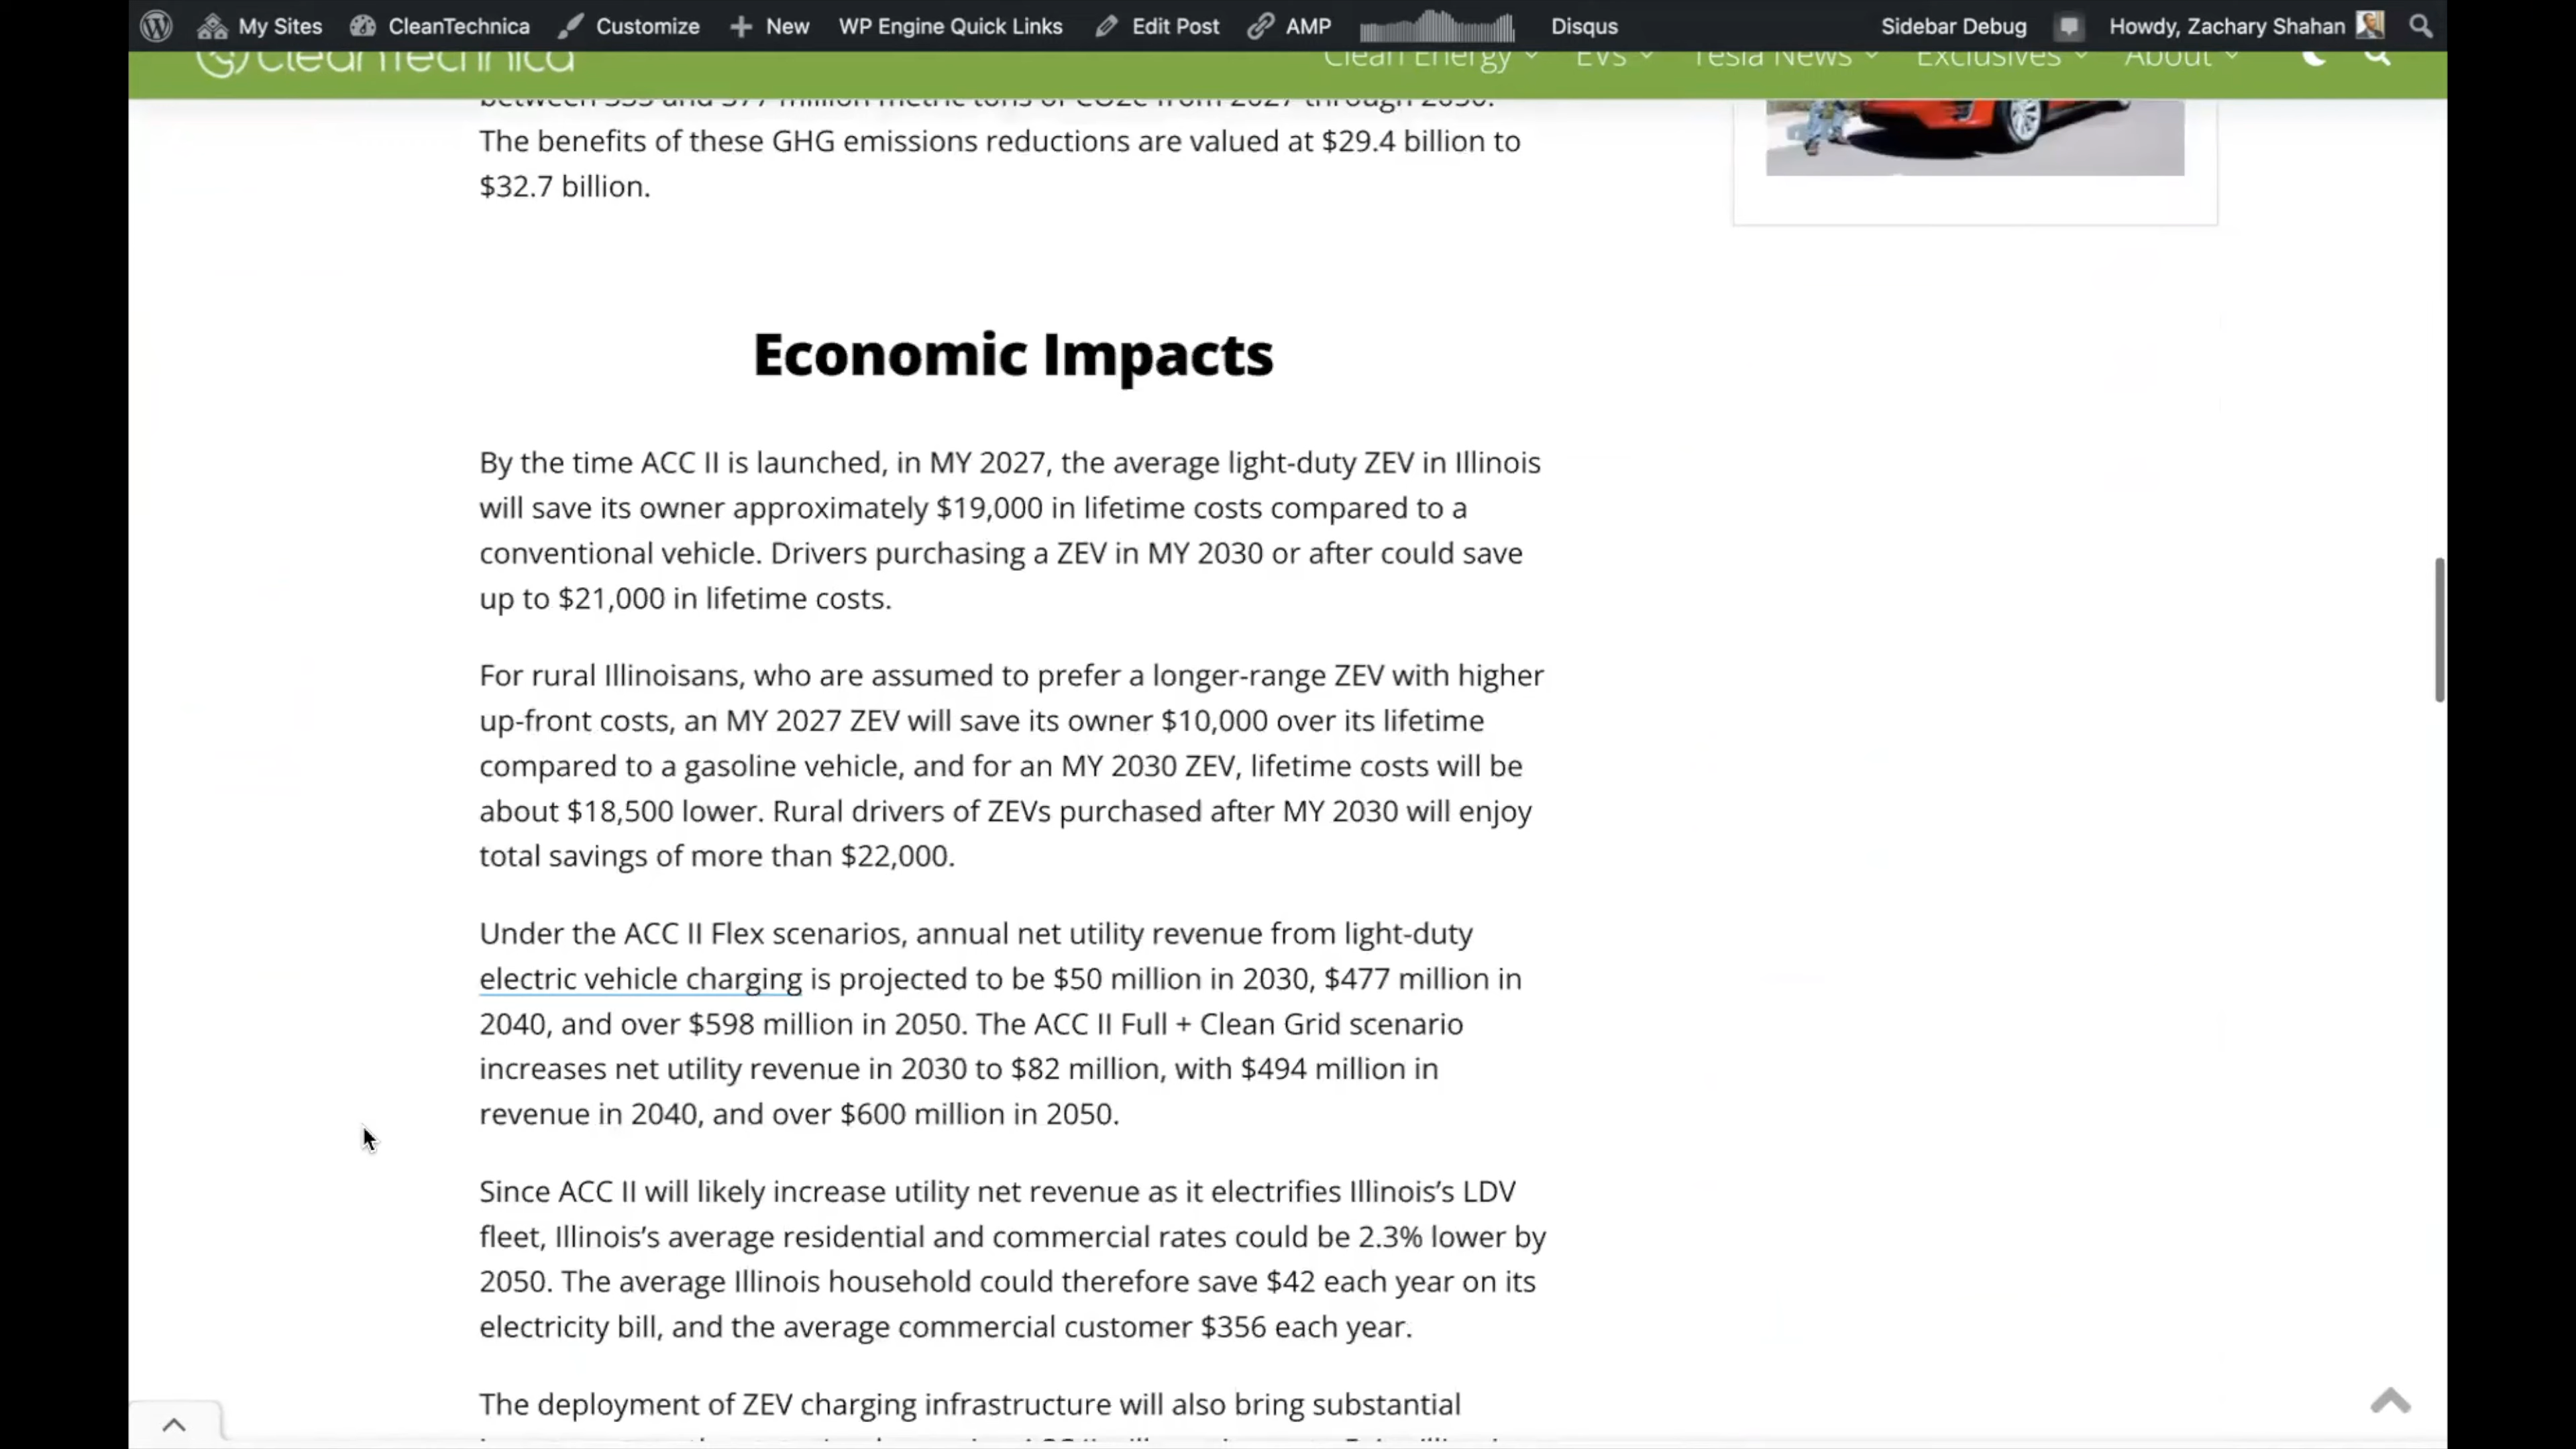 My Sites CleanTechnica Customize New WP Engine Quick Links Edit Post AMP Disqus Sidebar Debug Howdy, Zachary Shahan
CleanTechnica Clean Energy EVs Tesla News Exclusives About
The benefits of these GHG emissions reductions are valued at $29.4 billion to
$32.7 billion.
Economic Impacts
By the time ACC II is launched, in MY 2027, the average light-duty ZEV in Illinois
will save its owner approximately $19,000 in lifetime costs compared to a
conventional vehicle. Drivers purchasing a ZEV in MY 2030 or after could save
up to $21,000 in lifetime costs.
For rural Illinoisans, who are assumed to prefer a longer-range ZEV with higher
up-front costs, an MY 2027 ZEV will save its owner $10,000 over its lifetime
compared to a gasoline vehicle, and for an MY 2030 ZEV, lifetime costs will be
about $18,500 lower. Rural drivers of ZEVs purchased after MY 2030 will enjoy
total savings of more than $22,000.
Under the ACC II Flex scenarios, annual net utility revenue from light-duty
electric vehicle charging is projected to be $50 million in 2030, $477 million in
2040, and over $598 million in 2050. The ACC II Full + Clean Grid scenario
increases net utility revenue in 2030 to $82 million, with $494 million in
revenue in 2040, and over $600 million in 2050.
Since ACC II will likely increase utility net revenue as it electrifies Illinois’s LDV
fleet, Illinois’s average residential and commercial rates could be 2.3% lower by
2050. The average Illinois household could therefore save $42 each year on its
electricity bill, and the average commercial customer $356 each year.
The deployment of ZEV charging infrastructure will also bring substantial